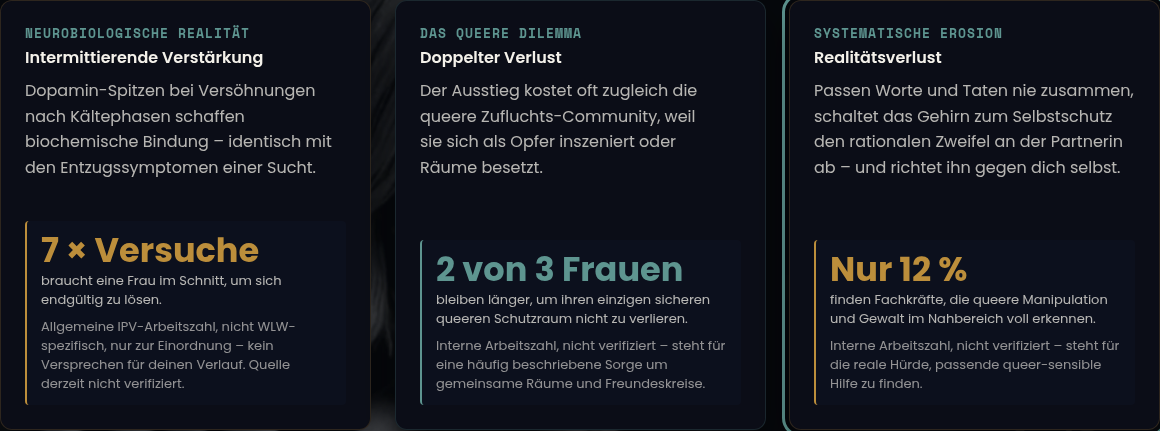 NEUROBIOLOGISCHE REALITÄT
Intermittierende Verstärkung
Dopamin-Spitzen bei Versöhnungen
nach Kältephasen schaffen
biochemische Bindung – identisch mit
den Entzugssymptomen einer Sucht.
7 × Versuche
braucht eine Frau im Schnitt, um sich
endgültig zu lösen.
Allgemeine IPV-Arbeitszahl, nicht WLW-
spezifisch, nur zur Einordnung – kein
Versprechen für deinen Verlauf. Quelle
derzeit nicht verifiziert.
DAS QUEERE DILEMMA
Doppelter Verlust
Der Ausstieg kostet oft zugleich die
queere Zufluchts-Community, weil
sie sich als Opfer inszeniert oder
Räume besetzt.
2 von 3 Frauen
bleiben länger, um ihren einzigen sicheren
queeren Schutzraum nicht zu verlieren.
Interne Arbeitszahl, nicht verifiziert – steht für
eine häufig beschriebene Sorge um
gemeinsame Räume und Freundeskreise.
SYSTEMATISCHE EROSION
Realitätsverlust
Passen Worte und Taten nie zusammen,
schaltet das Gehirn zum Selbstschutz
den rationalen Zweifel an der Partnerin
ab – und richtet ihn gegen dich selbst.
Nur 12 %
finden Fachkräfte, die queere Manipulation
und Gewalt im Nahbereich voll erkennen.
Interne Arbeitszahl, nicht verifiziert – steht für
die reale Hürde, passende queer-sensible
Hilfe zu finden.